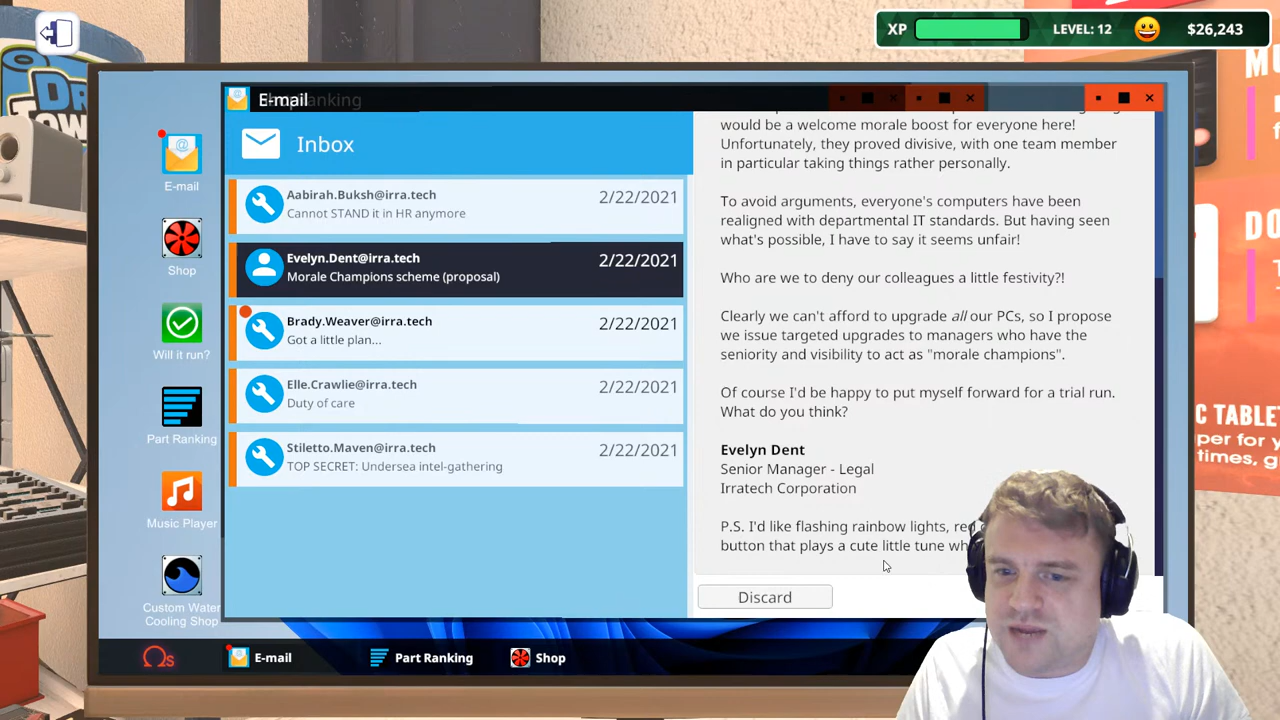 XP
LEVEL: 12
$26,243
E-mail
Ranking
Inbox
Aabirah.Buksh@irra.tech
2/22/2021
Cannot STAND it in HR anymore
Evelyn.Dent@irra.tech
2/22/2021
Morale Champions scheme (proposal)
Brady.Weaver@irra.tech
2/22/2021
Got a little plan...
Elle.Crawlie@irra.tech
2/22/2021
Duty of care
Stiletto.Maven@irra.tech
2/22/2021
TOP SECRET: Undersea intel-gathering
would be a welcome morale boost for everyone here!
Unfortunately, they proved divisive, with one team member
in particular taking things rather personally.
To avoid arguments, everyone's computers have been
realigned with departmental IT standards. But having seen
what's possible, I have to say it seems unfair!
Who are we to deny our colleagues a little festivity?!
Clearly we can't afford to upgrade all our PCs, so I propose
we issue targeted upgrades to managers who have the
seniority and visibility to act as "morale champions".
Of course I'd be happy to put myself forward for a trial run.
What do you think?
Evelyn Dent
Senior Manager - Legal
Irratech Corporation
P.S. I'd like flashing rainbow lights, red
button that plays a cute little tune
Discard
E-mail
Shop
Will it run?
Part Ranking
Music Player
Custom Water
Cooling Shop
E-mail
Part Ranking
Shop
C TABLET
per for y
times, g